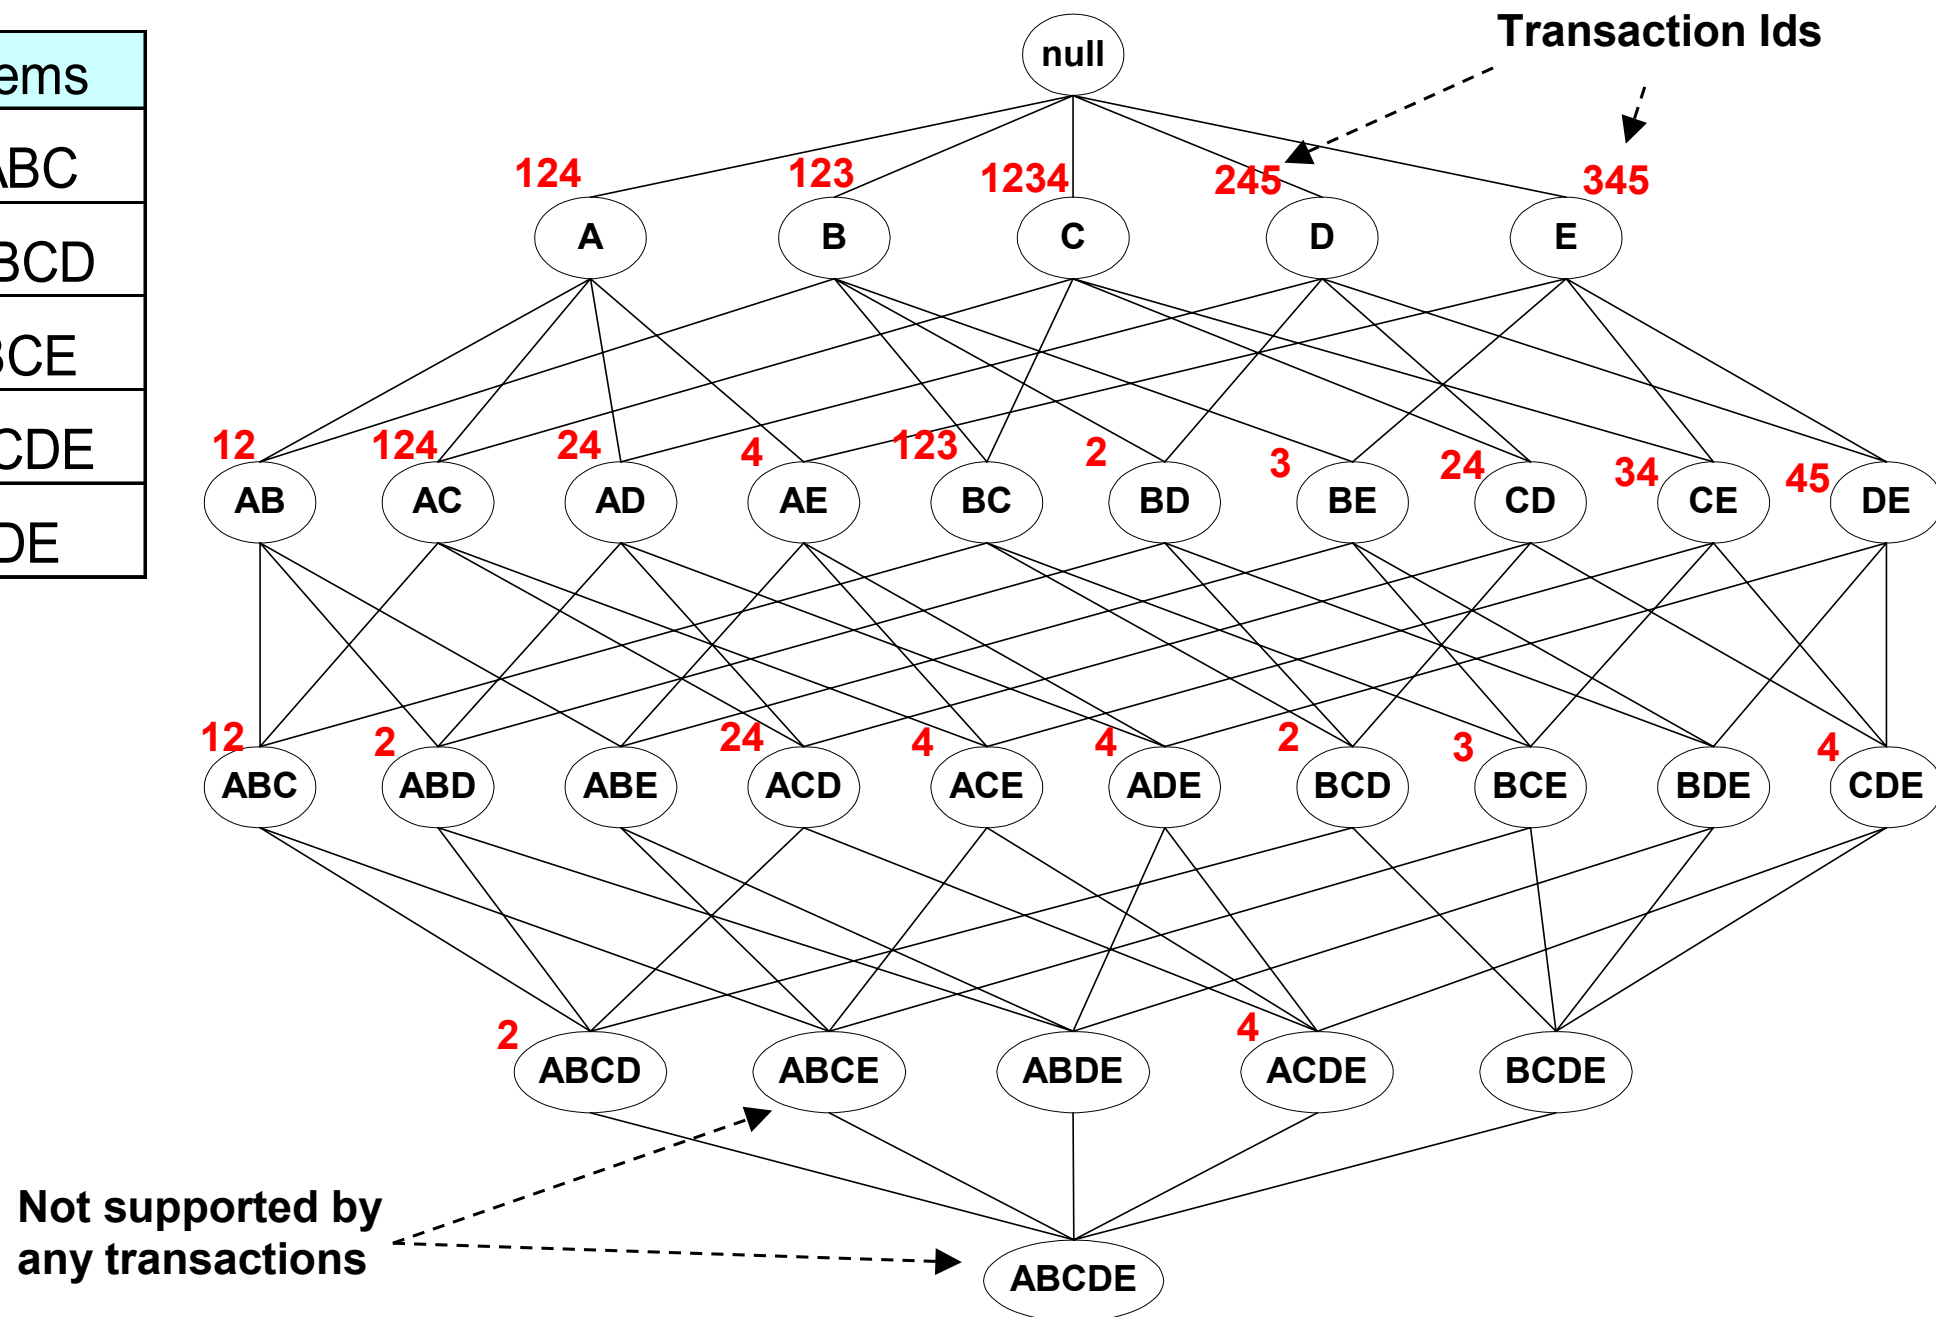 Transaction Ids
null
ems
ABC
BCD
BCE
CDE
DE
124 123 1234 245 345
A B C D E
12 124 24 4 123 2 3 24 34 45
AB AC AD AE BC BD BE CD CE DE
12 2 24 4 4 2 3 4
ABC ABD ABE ACD ACE ADE BCD BCE BDE CDE
2 4
ABCD ABCE ABDE ACDE BCDE
Not supported by
any transactions
ABCDE